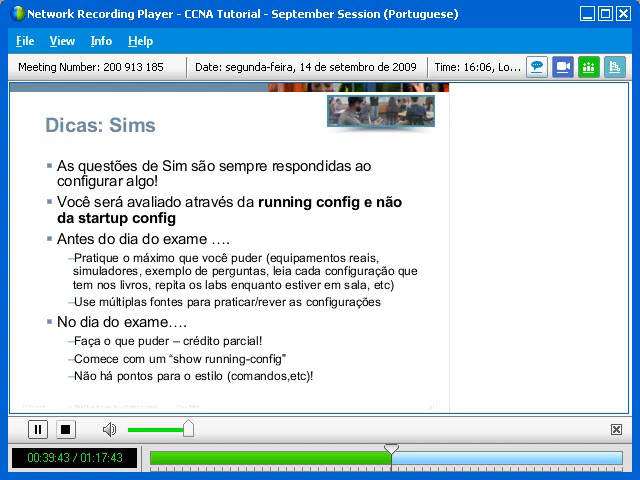 Network Recording Player - CCNA Tutorial - September Session (Portuguese)
File View Info Help
Meeting Number: 200 913 185 Date: segunda-feira, 14 de setembro de 2009 Time: 16:06, Lo...
Dicas: Sims
As questões de Sim são sempre respondidas ao
configurar algo!
Você será avaliado através da running config e não
da startup config
Antes do dia do exame ….
–Pratique o máximo que você puder (equipamentos reais,
simuladores, exemplo de perguntas, leia cada configuração que
tem nos livros, repita os labs enquanto estiver em sala, etc)
–Use múltiplas fontes para praticar/rever as configurações
No dia do exame….
–Faça o que puder – crédito parcial!
–Comece com um “show running-config”
–Não há pontos para o estilo (comandos,etc)!
00:39:43 / 01:17:43